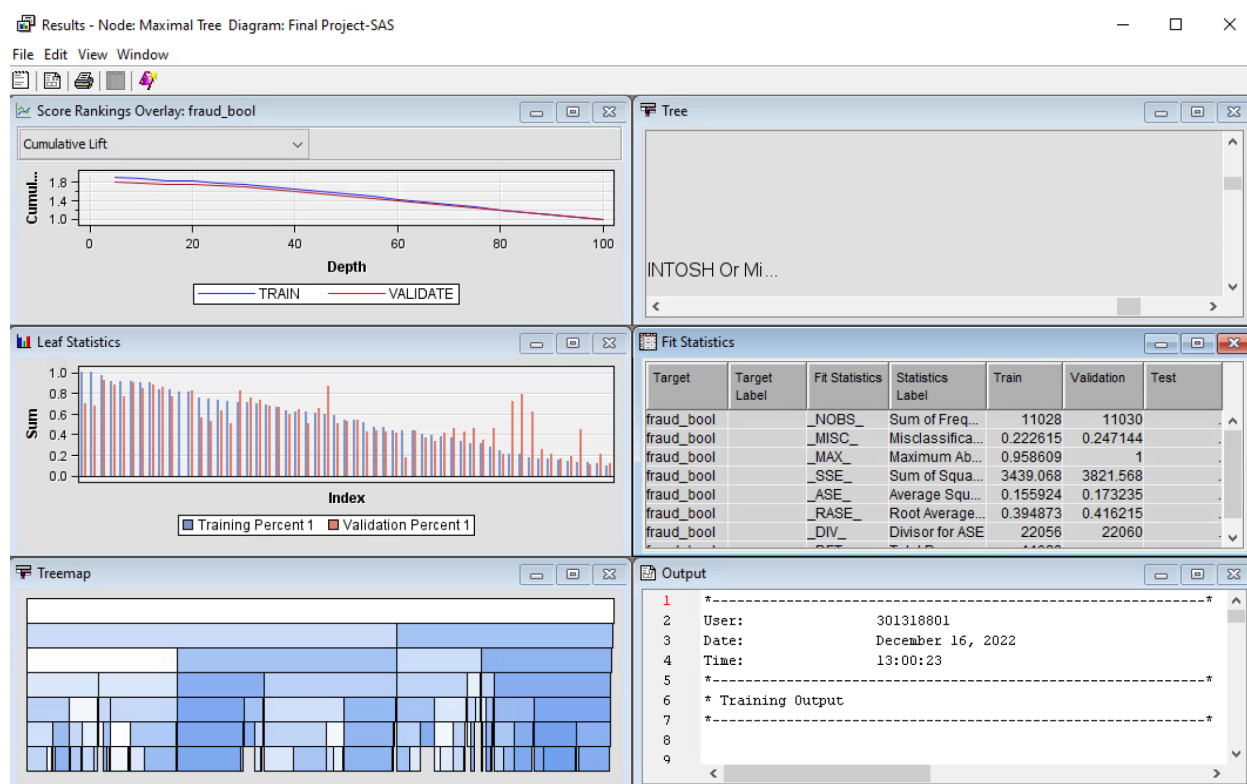 Results - Node: Maximal Tree Diagram: Final Project-SAS
File Edit View Window
Score Rankings Overlay: fraud_bool
Cumulative Lift
Cumul...
1.8
1.4
1.0
0 20 40 60 80 100
Depth
TRAIN VALIDATE
Tree
INTOSH Or Mi...
Leaf Statistics
Sum
1.0
0.8
0.6
0.4
0.2
0.0
Index
Training Percent 1 Validation Percent 1
Fit Statistics
Target Target Label Fit Statistics Statistics Label Train Validation Test
fraud_bool _NOBS_ Sum of Freq... 11028 11030 .
fraud_bool _MISC_ Misclassifica... 0.222615 0.247144 .
fraud_bool _MAX_ Maximum Ab... 0.958609 1 .
fraud_bool _SSE_ Sum of Squa... 3439.068 3821.568 .
fraud_bool _ASE_ Average Squ... 0.155924 0.173235 .
fraud_bool _RASE_ Root Average... 0.394873 0.416215 .
fraud_bool _DIV_ Divisor for ASE 22056 22060 .
Treemap
Output
1 *------------------------------------------------------------*
2 User: 301318801
3 Date: December 16, 2022
4 Time: 13:00:23
5 *------------------------------------------------------------*
6 * Training Output
7 *------------------------------------------------------------*
8
9